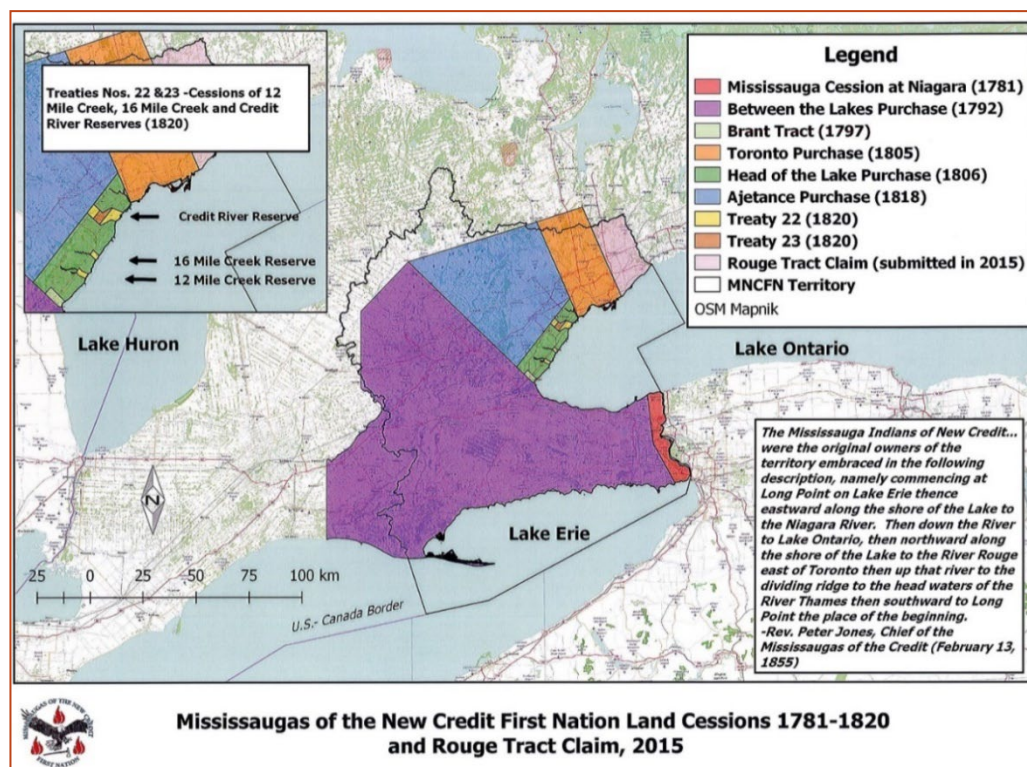 Treaties Nos. 22 &23 -Cessions of 12
Mile Creek, 16 Mile Creek and Credit
River Reserves (1820)
Credit River Reserve
16 Mile Creek Reserve
12 Mile Creek Reserve
Legend
Mississauga Cession at Niagara (1781)
Between the Lakes Purchase (1792)
Brant Tract (1797)
Toronto Purchase (1805)
Head of the Lake Purchase (1806)
Ajetance Purchase (1818)
Treaty 22 (1820)
Treaty 23 (1820)
Rouge Tract Claim (submitted in 2015)
MNCFN Territory
OSM Mapnik
Lake Huron
Lake Ontario
Lake Erie
N
25 0 50 100 km
U.S.- Canada Border
The Mississauga Indians of New Credit...
were the original owners of the
territory embraced in the following
description, namely commencing at
Long Point on Lake Erie thence
eastward along the shore of the Lake to
the Niagara River. Then down the River
to Lake Ontario, then northward along
the shore of the Lake to the River Rouge
east of Toronto then up that river to the
dividing ridge to the head waters of the
River Thames then southward to Long
Point the place of the beginning.
-Rev. Peter Jones, Chief of the
Mississaugas of the Credit (February 13,
1855)
MISSISSAUGAS OF THE NEW CREDIT
FIRST NATION
Mississaugas of the New Credit First Nation Land Cessions 1781-1820
and Rouge Tract Claim, 2015